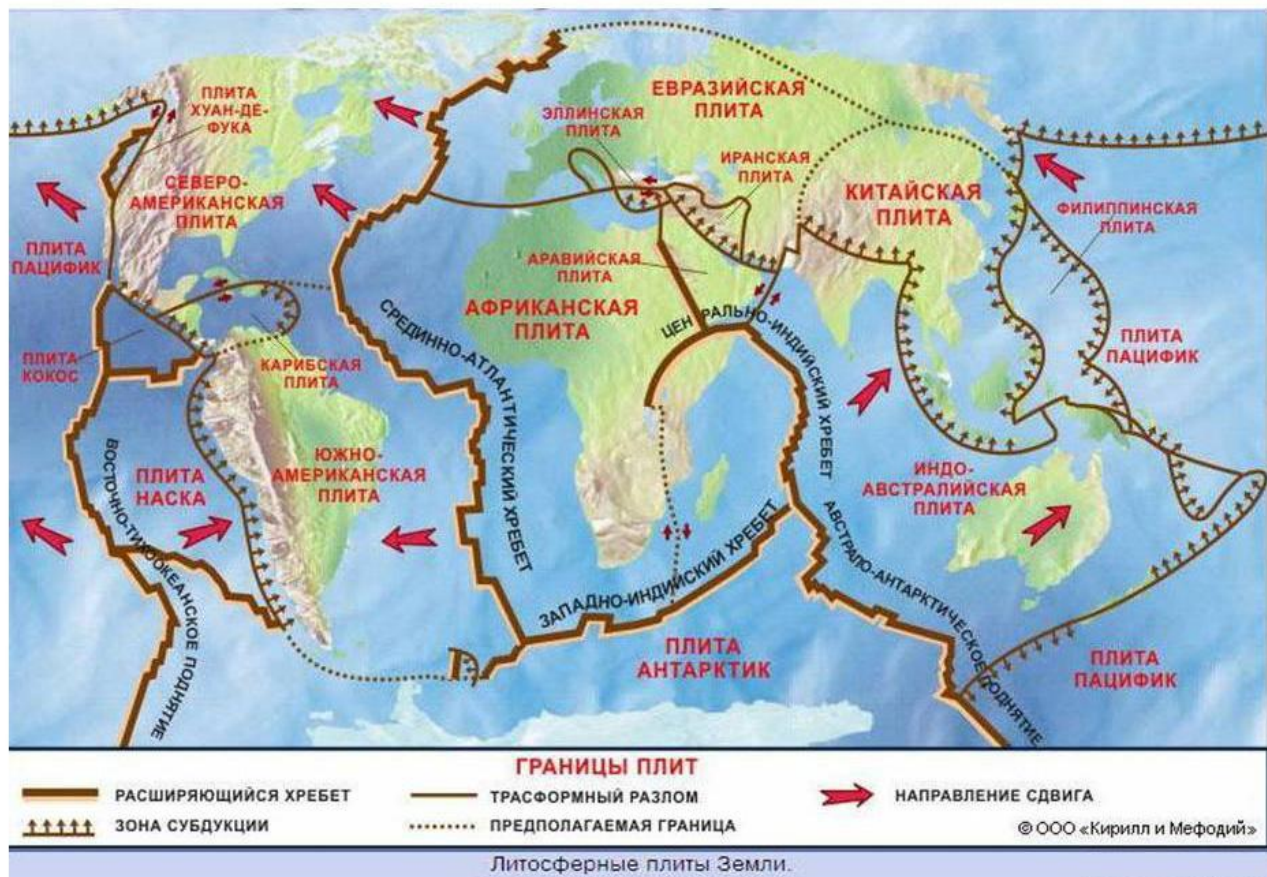 ПЛИТА
ХУАН-ДЕ-
ФУКА
СЕВЕРО-
АМЕРИКАНСКАЯ
ПЛИТА
ПЛИТА
ПАЦИФИК
ПЛИТА
КОКОС
КАРИБСКАЯ
ПЛИТА
ВОСТОЧНО-ТИХООКЕАНСКОЕ ПОДНЯТИЕ
ПЛИТА
НАСКА
ЮЖНО-
АМЕРИКАНСКАЯ
ПЛИТА
СРЕДИННО-АТЛАНТИЧЕСКИЙ ХРЕБЕТ
ЕВРАЗИЙСКАЯ
ПЛИТА
ЭЛЛИНСКАЯ
ПЛИТА
ИРАНСКАЯ
ПЛИТА
КИТАЙСКАЯ
ПЛИТА
ФИЛИППИНСКАЯ
ПЛИТА
АРАВИЙСКАЯ
ПЛИТА
АФРИКАНСКАЯ
ПЛИТА
ЦЕНТРАЛЬНО-ИНДИЙСКИЙ ХРЕБЕТ
ПЛИТА
ПАЦИФИК
ИНДО-
АВСТРАЛИЙСКАЯ
ПЛИТА
ЗАПАДНО-ИНДИЙСКИЙ ХРЕБЕТ
АВСТРАЛО-АНТАРКТИЧЕСКОЕ ПОДНЯТИЕ
ПЛИТА
АНТАРКТИК
ПЛИТА
ПАЦИФИК
ГРАНИЦЫ ПЛИТ
РАСШИРЯЮЩИЙСЯ ХРЕБЕТ
ТРАСФОРМНЫЙ РАЗЛОМ
НАПРАВЛЕНИЕ СДВИГА
ЗОНА СУБДУКЦИИ
ПРЕДПОЛАГАЕМАЯ ГРАНИЦА
© ООО «Кирилл и Мефодий»
Литосферные плиты Земли.